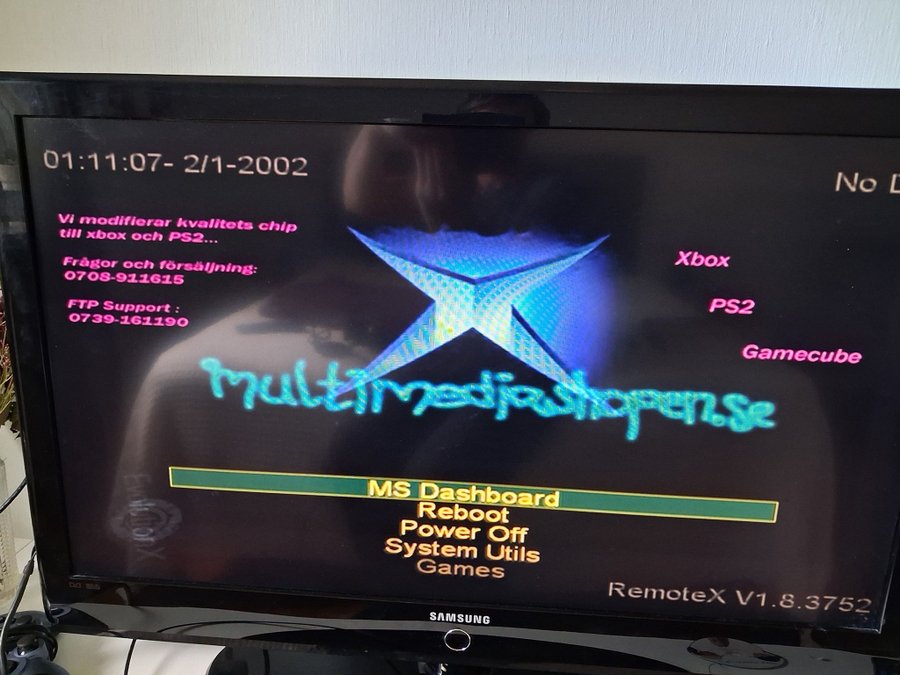 01:11:07- 2/1-2002
No D
Vi modifierar kvalitets chip
till xbox och PS2...
Frågor och försäljning:
0708-911615
FTP Support :
0739-161190
Xbox
PS2
Gamecube
multimediashopen.se
MS Dashboard
Reboot
Power Off
System Utils
Games
EvolutionX
RemoteX V1.8.3752
SAMSUNG